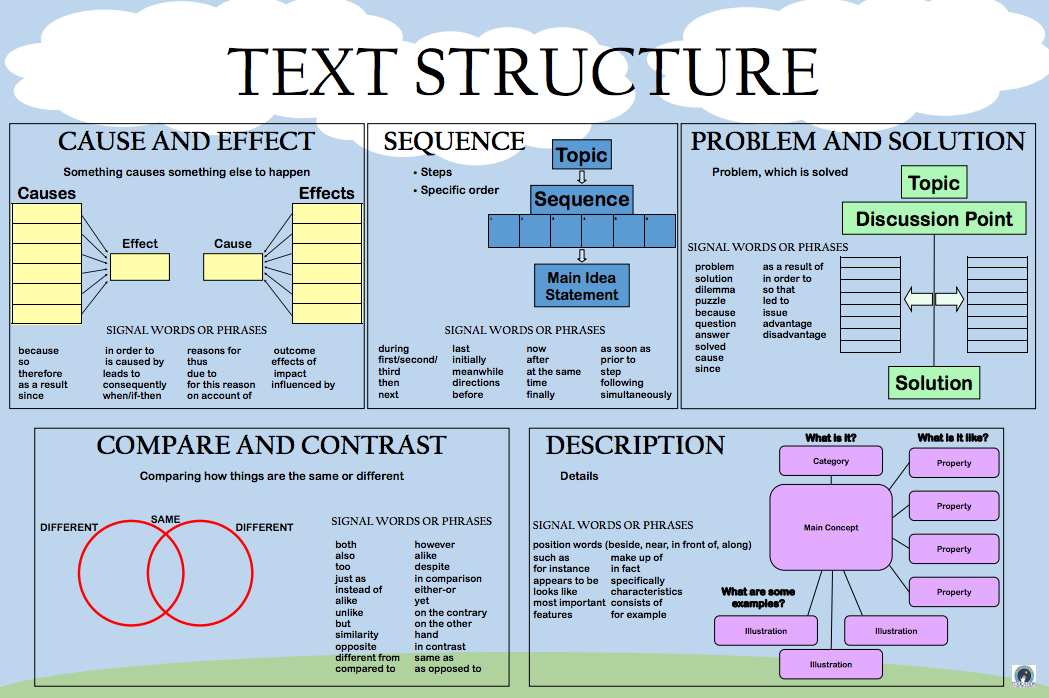 TEXT STRUCTURE
CAUSE AND EFFECT
Something causes something else to happen
Causes
Effects
Effect
Cause
SIGNAL WORDS OR PHRASES
because
so
therefore
as a result
since
in order to
is caused by
leads to
consequently
when/if-then
reasons for
thus
due to
for this reason
on account of
outcome
effects of
impact
influenced by
SEQUENCE
• Steps
• Specific order
Topic
Sequence
1 2 3 4 5 6
Main Idea
Statement
SIGNAL WORDS OR PHRASES
during
first/second/
third
then
next
last
initially
meanwhile
directions
before
now
after
at the same
time
finally
as soon as
prior to
step
following
simultaneously
PROBLEM AND SOLUTION
Problem, which is solved
Topic
Discussion Point
SIGNAL WORDS OR PHRASES
problem
solution
dilemma
puzzle
because
question
answer
solved
cause
since
as a result of
in order to
so that
led to
issue
advantage
disadvantage
Solution
COMPARE AND CONTRAST
Comparing how things are the same or different
DIFFERENT
SAME
DIFFERENT
SIGNAL WORDS OR PHRASES
both
also
too
just as
instead of
alike
unlike
but
similarity
opposite
different from
compared to
however
alike
despite
in comparison
either-or
yet
on the contrary
on the other
hand
in contrast
same as
as opposed to
DESCRIPTION
Details
SIGNAL WORDS OR PHRASES
position words (beside, near, in front of, along)
such as
for instance
appears to be
looks like
most important
features
make up of
in fact
specifically
characteristics
consists of
for example
What is it?
Category
What is it like?
Property
Property
Property
Property
Main Concept
What are some
examples?
Illustration
Illustration
Illustration